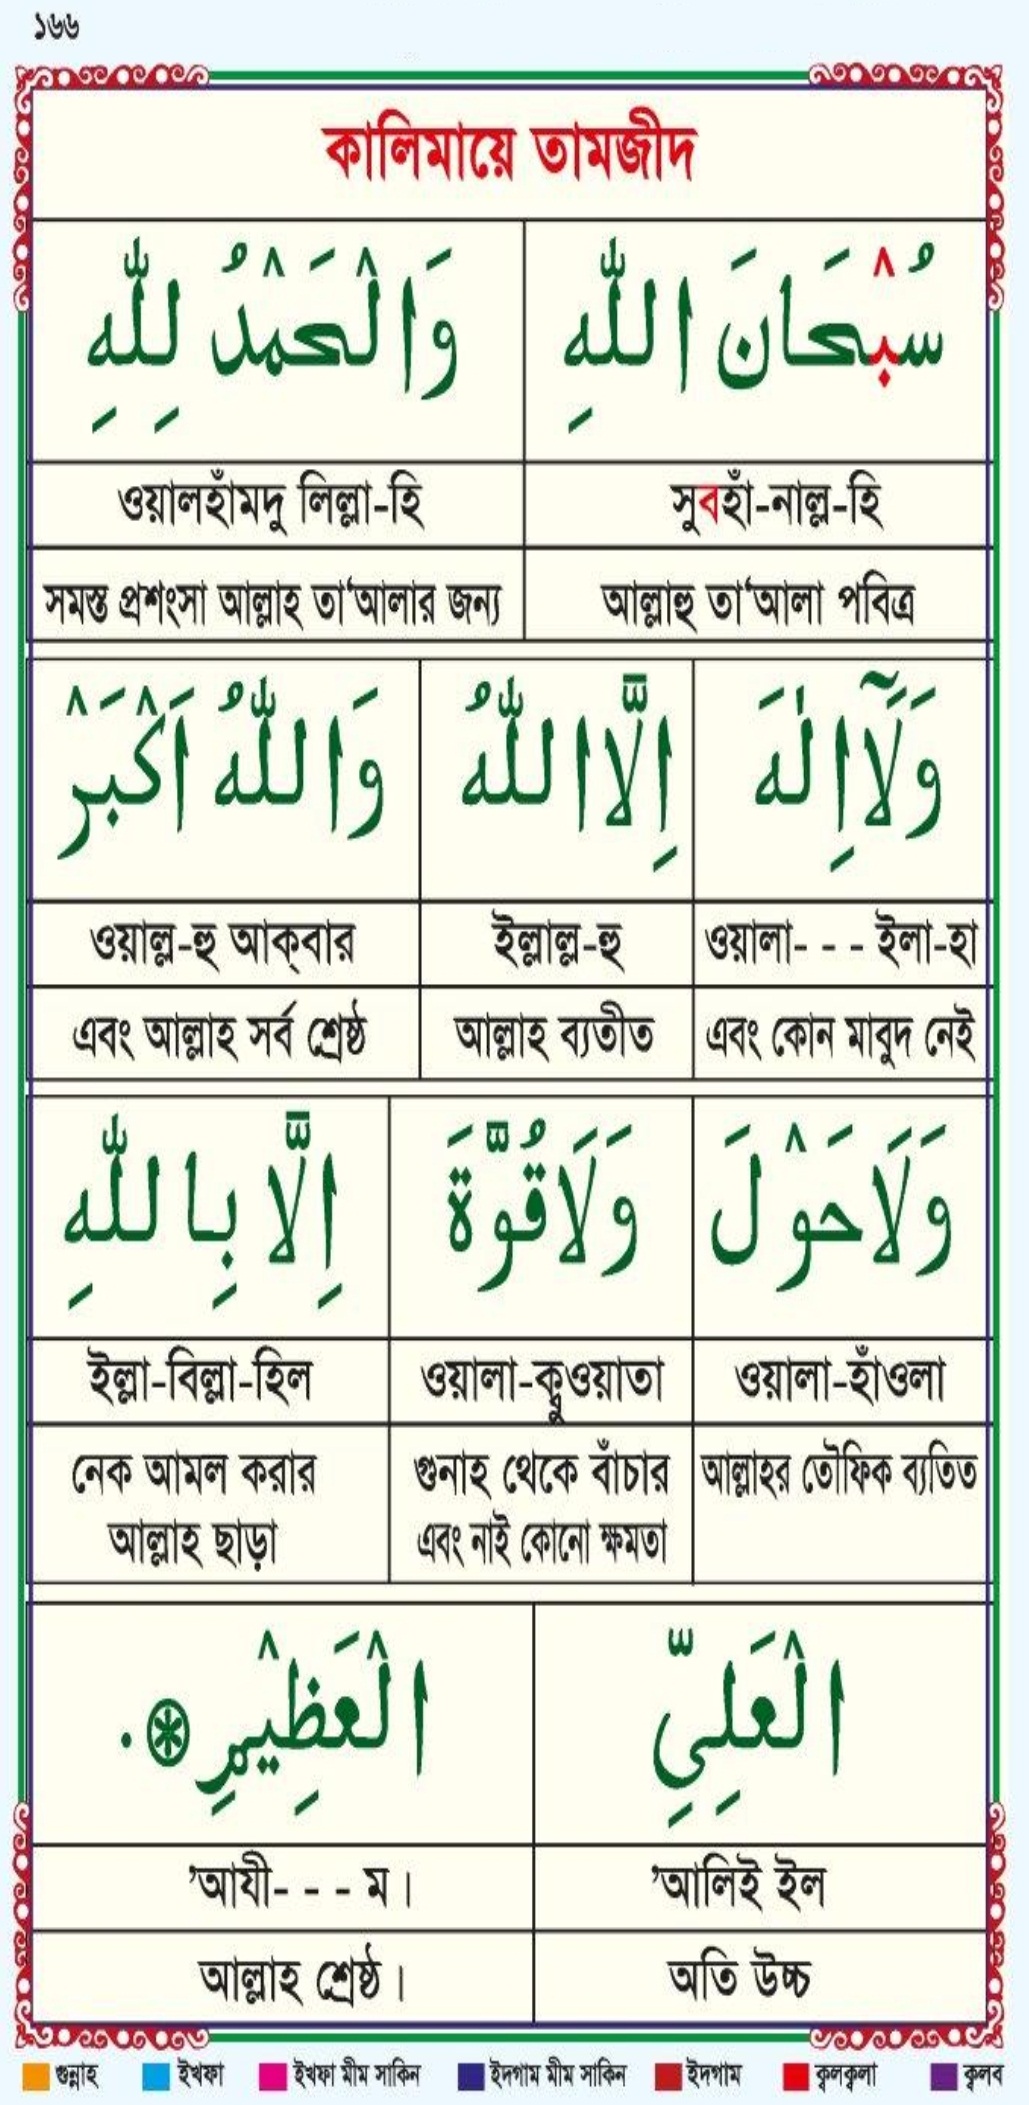 ১৬৬
কালিমায়ে তামজীদ
سُبْحَانَ اللّٰهِ وَالْحَمْدُ لِلّٰهِ
সুবহাঁ-নাল্ল-হি ওয়ালহাঁমদু লিল্লা-হি
আল্লাহু তা'আলা পবিত্র সমস্ত প্রশংসা আল্লাহ তা'আলার জন্য
وَلَآ اِلٰهَ اِلَّا اللّٰهُ وَاللّٰهُ اَكْبَرْ
ওয়ালা- - - ইলা-হা ইল্লাল্ল-হু ওয়াল্ল-হু আক্‌বার
এবং কোন মাবুদ নেই আল্লাহ ব্যতীত এবং আল্লাহ সর্ব শ্রেষ্ঠ
وَلَاحَوْلَ وَلَاقُوَّةَ اِلَّا بِاللّٰهِ
ওয়ালা-হাঁওলা ওয়ালা-ক্বুওয়াতা ইল্লা-বিল্লা-হিল
আল্লাহর তৌফিক ব্যতিত গুনাহ থেকে বাঁচার নেক আমল করার
এবং নাই কোনো ক্ষমতা আল্লাহ ছাড়া
الْعَلِىِّ الْعَظِيْمِ ۞ .
'আলিই ইল 'আযী- - - ম।
অতি উচ্চ আল্লাহ শ্রেষ্ঠ।
গুন্নাহ ইখফা ইখফা মীম সাকিন ইদগাম মীম সাকিন ইদগাম ক্বলক্বলা ক্বলব